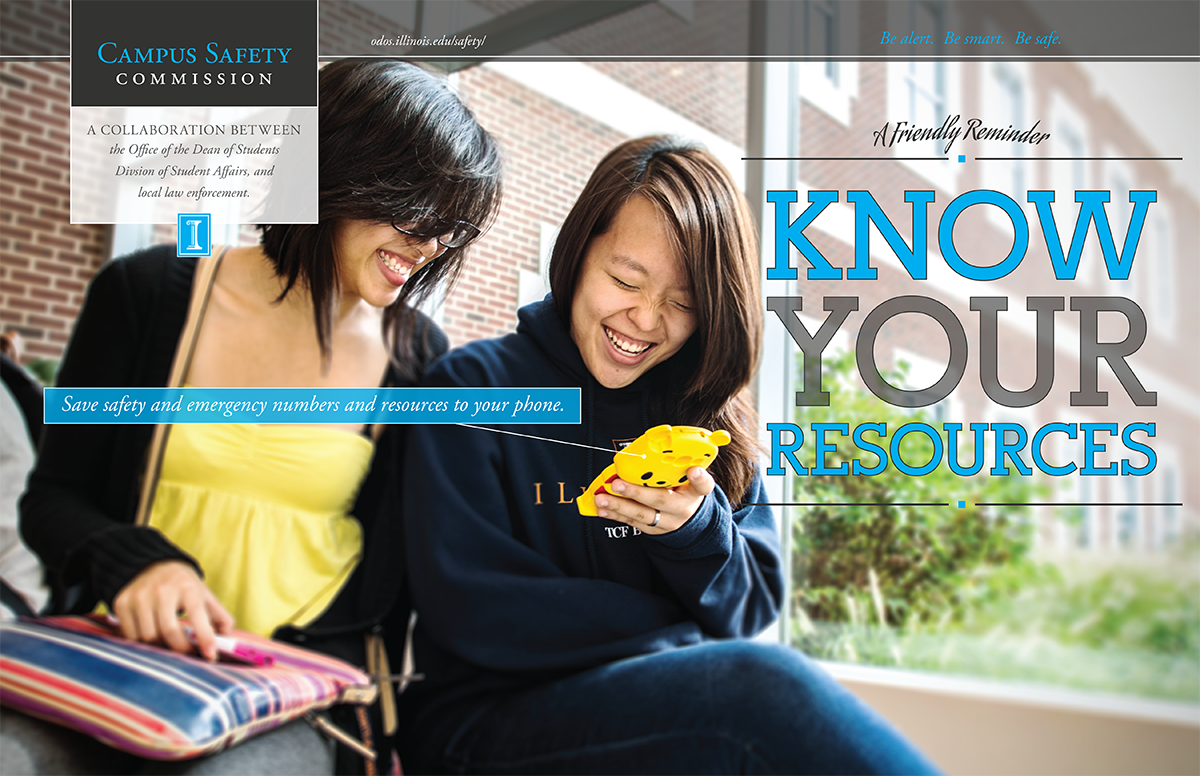 CAMPUS SAFETY
COMMISSION
A COLLABORATION BETWEEN
the Office of the Dean of Students
Divsion of Student Affairs, and
local law enforcement.
I
odos.illinois.edu/safety/
Be alert. Be smart. Be safe.
A Friendly Reminder
KNOW
YOUR
RESOURCES
Save safety and emergency numbers and resources to your phone.
TCF